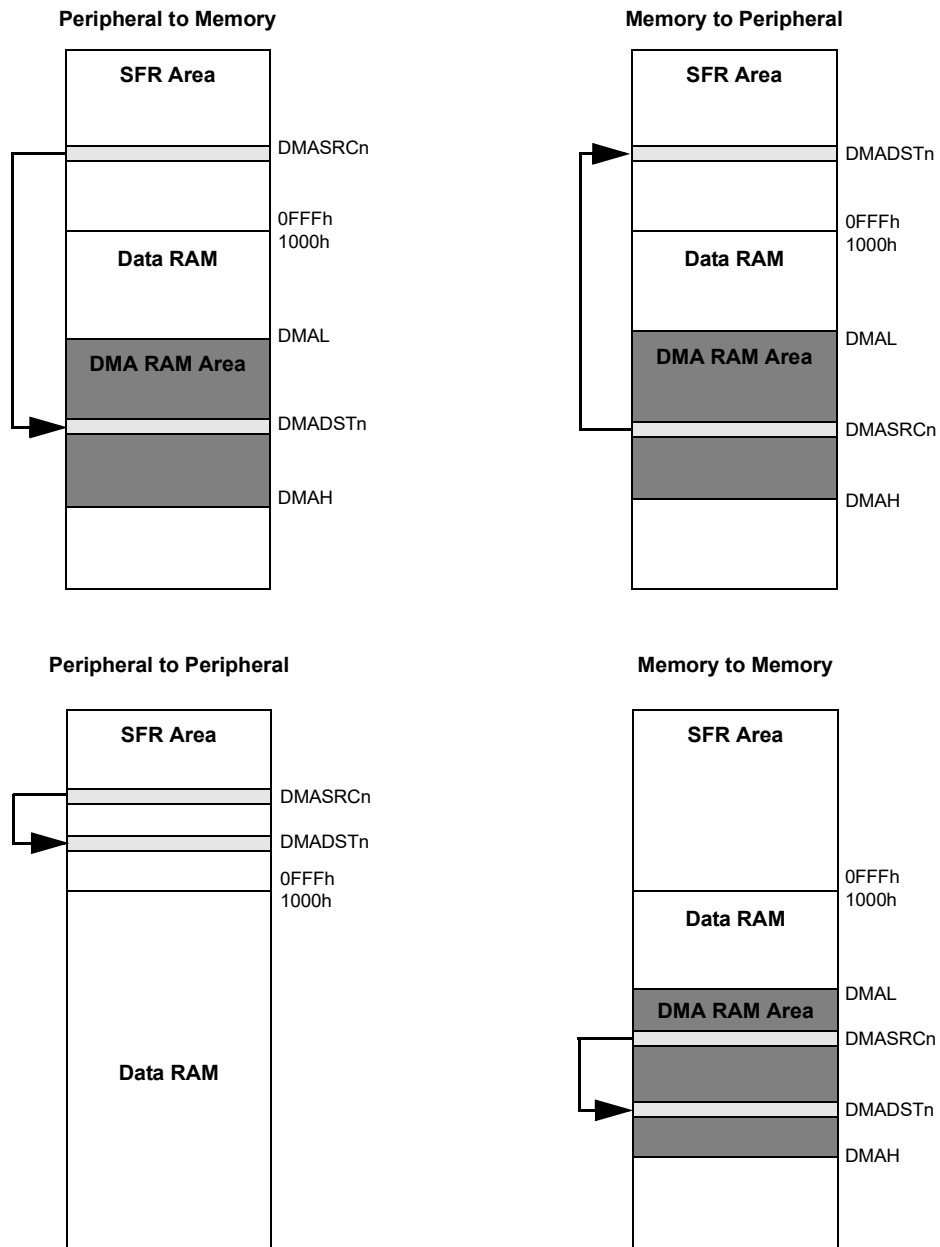 Peripheral to Memory
SFR Area
DMASRCn
0FFFh
1000h
Data RAM
DMAL
DMA RAM Area
DMADSTn
DMAH
Memory to Peripheral
SFR Area
DMADSTn
0FFFh
1000h
Data RAM
DMAL
DMA RAM Area
DMASRCn
DMAH
Peripheral to Peripheral
SFR Area
DMASRCn
DMADSTn
0FFFh
1000h
Data RAM
Memory to Memory
SFR Area
0FFFh
1000h
Data RAM
DMAL
DMA RAM Area
DMASRCn
DMADSTn
DMAH